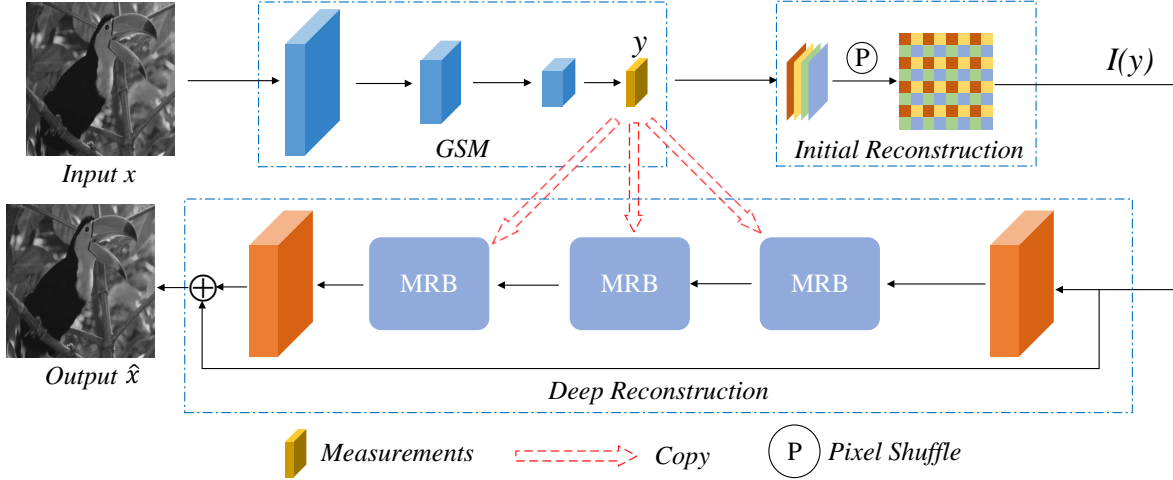 y
P
I(y)
GSM
Initial Reconstruction
Input x
MRB
MRB
MRB
Output x̂
Deep Reconstruction
Measurements
Copy
P
Pixel Shuffle